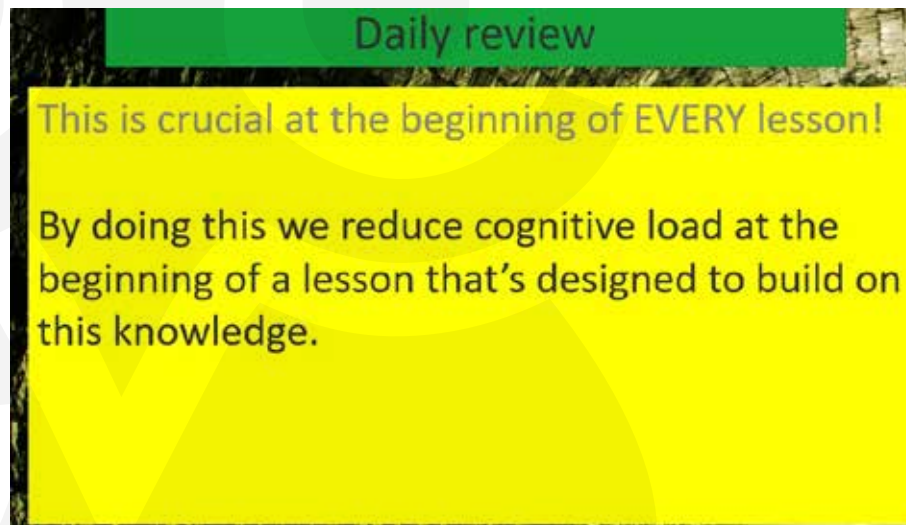 Daily review
This is crucial at the beginning of EVERY lesson!
By doing this we reduce cognitive load at the
beginning of a lesson that's designed to build on
this knowledge.